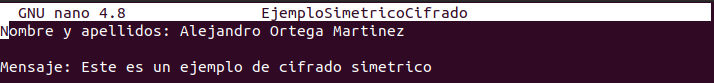 GNU nano 4.8 EjemploSimetricoCifrado
Nombre y apellidos: Alejandro Ortega Martinez
Mensaje: Este es un ejemplo de cifrado simetrico